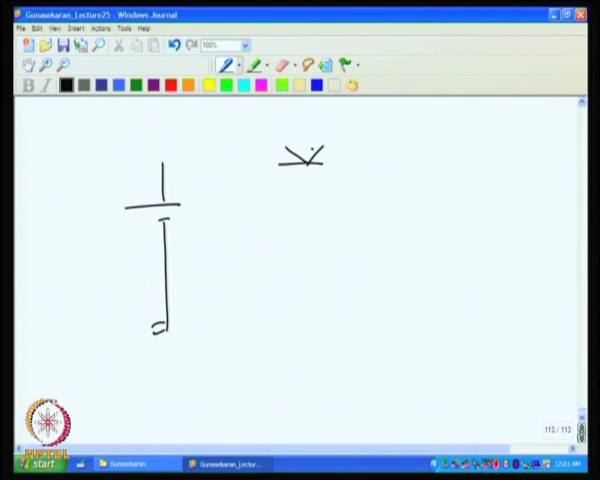 Gunasekaran_Lecture25 - Windows Journal
File Edit View Insert Actions Tools Help
100%
B I
113 / 113
NPTEL
start Gunasekaran Gunasekaran_Lectur... 12:01 AM